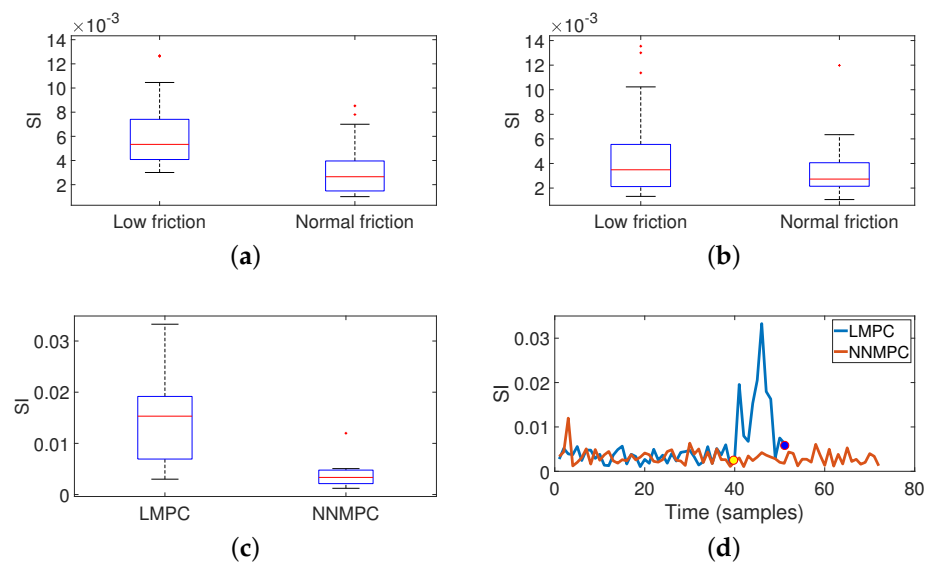 ×10⁻³
14
12
10
8
6
4
2
SI
Low friction
Normal friction
(a)
×10⁻³
14
12
10
8
6
4
2
SI
Low friction
Normal friction
(b)
0.03
0.02
0.01
0
SI
LMPC
NNMPC
(c)
0.03
0.02
0.01
0
SI
LMPC
NNMPC
0 20 40 60 80
Time (samples)
(d)